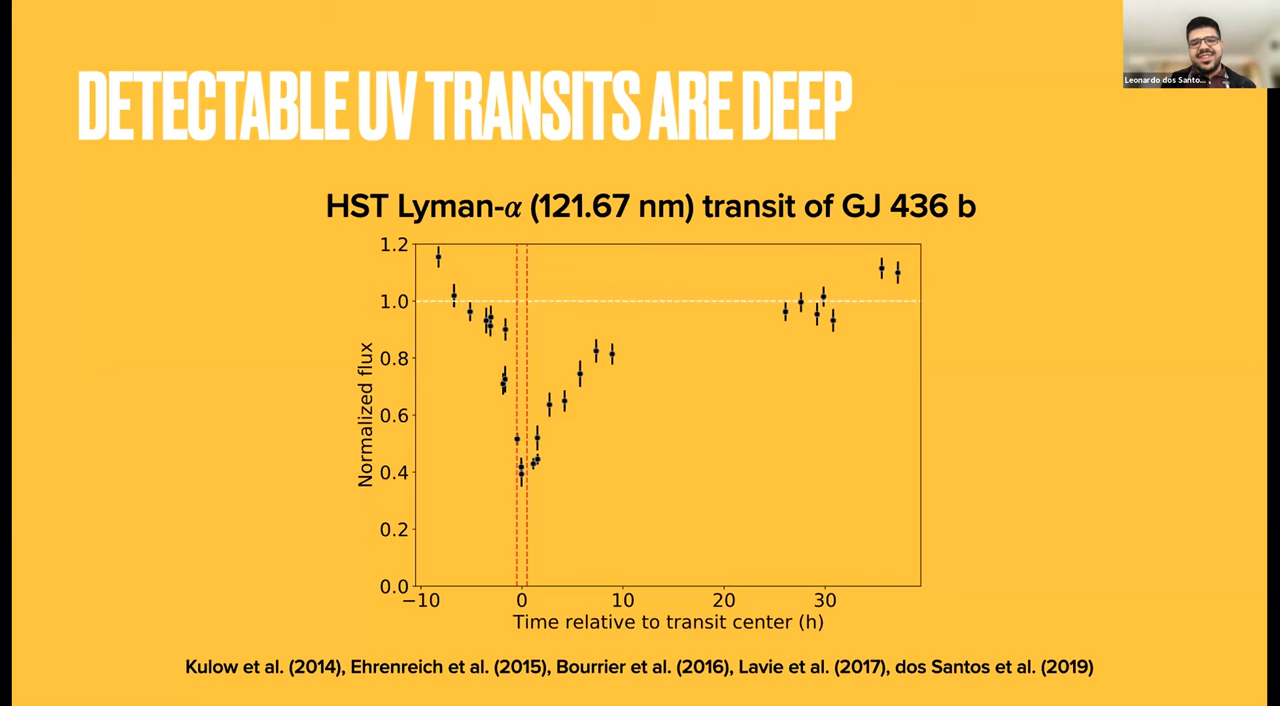 Leonardo dos Santo...
DETECTABLE UV TRANSITS ARE DEEP
HST Lyman-α (121.67 nm) transit of GJ 436 b
1.2
1.0
0.8
0.6
0.4
0.2
0.0
Normalized flux
−10 0 10 20 30
Time relative to transit center (h)
Kulow et al. (2014), Ehrenreich et al. (2015), Bourrier et al. (2016), Lavie et al. (2017), dos Santos et al. (2019)